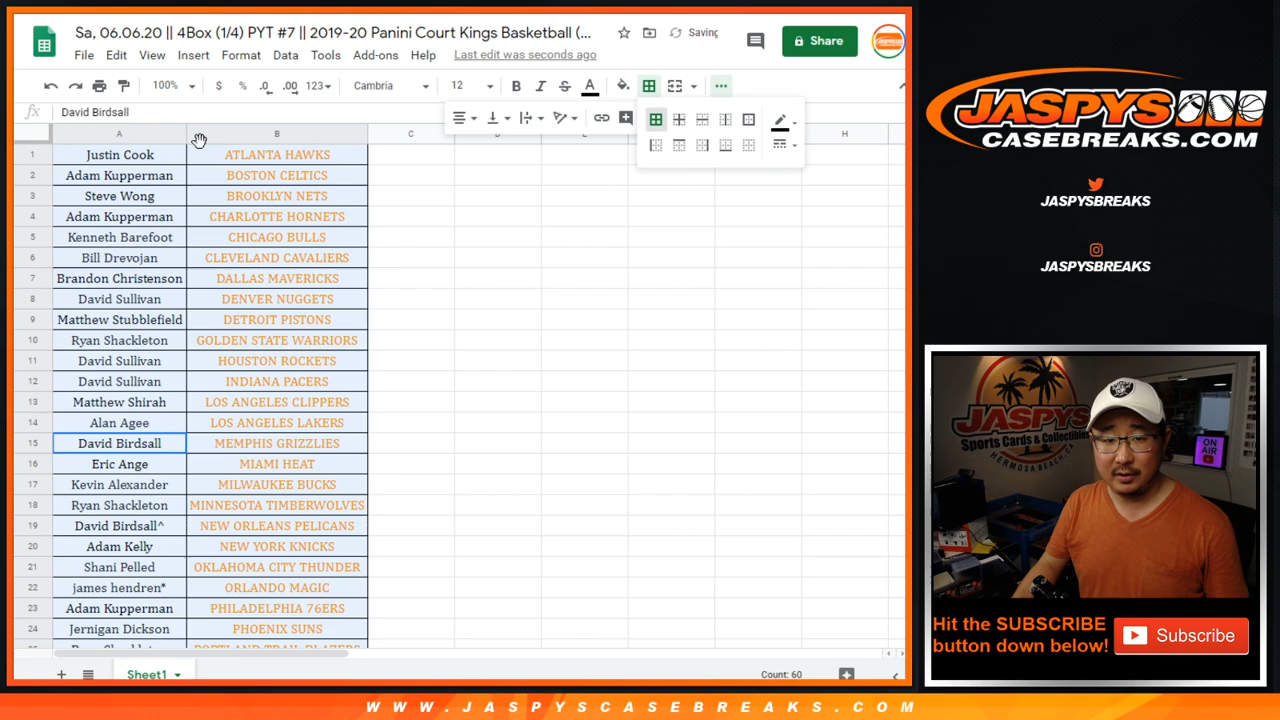 Sa, 06.06.20 || 4Box (1/4) PYT #7 || 2019-20 Panini Court Kings Basketball (...
Saving
Share
File Edit View Insert Format Data Tools Add-ons Help Last edit was seconds ago
100% $ % .0 .00 123 Cambria 12 B I S A
fx David Birdsall
A B C H
1 Justin Cook ATLANTA HAWKS
2 Adam Kupperman BOSTON CELTICS
3 Steve Wong BROOKLYN NETS
4 Adam Kupperman CHARLOTTE HORNETS
5 Kenneth Barefoot CHICAGO BULLS
6 Bill Drevojan CLEVELAND CAVALIERS
7 Brandon Christenson DALLAS MAVERICKS
8 David Sullivan DENVER NUGGETS
9 Matthew Stubblefield DETROIT PISTONS
10 Ryan Shackleton GOLDEN STATE WARRIORS
11 David Sullivan HOUSTON ROCKETS
12 David Sullivan INDIANA PACERS
13 Matthew Shirah LOS ANGELES CLIPPERS
14 Alan Agee LOS ANGELES LAKERS
15 David Birdsall MEMPHIS GRIZZLIES
16 Eric Ange MIAMI HEAT
17 Kevin Alexander MILWAUKEE BUCKS
18 Ryan Shackleton MINNESOTA TIMBERWOLVES
19 David Birdsall^ NEW ORLEANS PELICANS
20 Adam Kelly NEW YORK KNICKS
21 Shani Pelled OKLAHOMA CITY THUNDER
22 james hendren* ORLANDO MAGIC
23 Adam Kupperman PHILADELPHIA 76ERS
24 Jernigan Dickson PHOENIX SUNS
Sheet1
Count: 60
JASPYS
CASEBREAKS.COM
JASPYSBREAKS
JASPYSBREAKS
JASPYS
Sports Cards & Collectibles
HERMOSA BEACH, CA
ON AIR
Hit the SUBSCRIBE
button down below!
Subscribe
WWW.JASPYSCASEBREAKS.COM